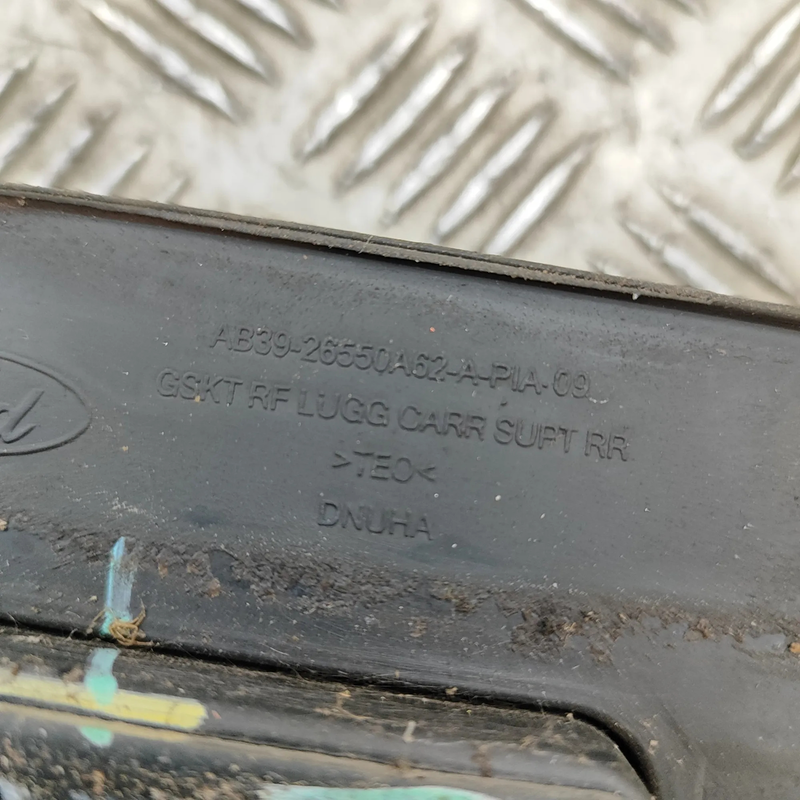 AB39-26550A62-A-PIA-09
GSKT RF LUGG CARR SUPT RR
>TEO<
DNUHA